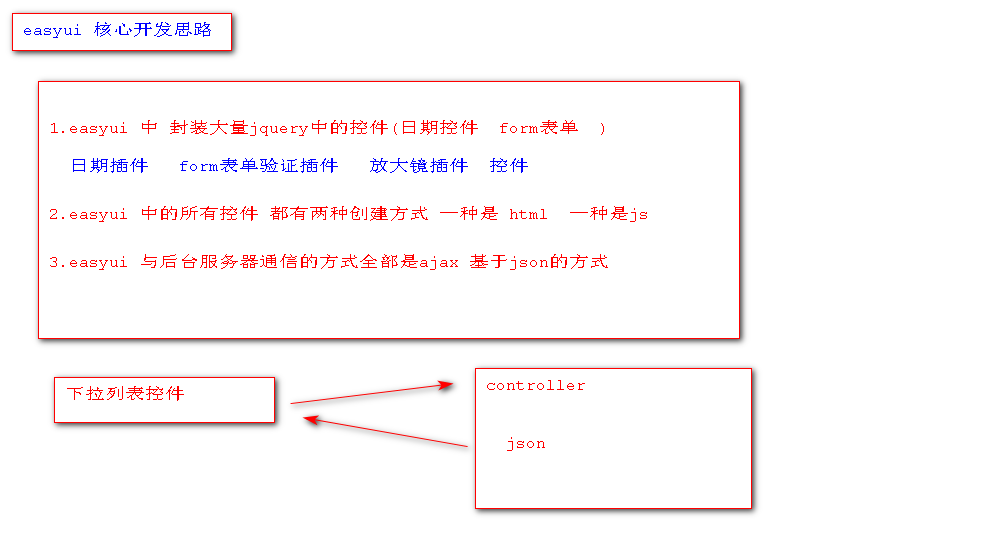 easyui 核心开发思路
1.easyui 中 封装大量jquery中的控件(日期控件 form表单 )
日期插件 form表单验证插件 放大镜插件 控件
2.easyui 中的所有控件 都有两种创建方式 一种是 html 一种是js
3.easyui 与后台服务器通信的方式全部是ajax 基于json的方式
下拉列表控件
controller
json